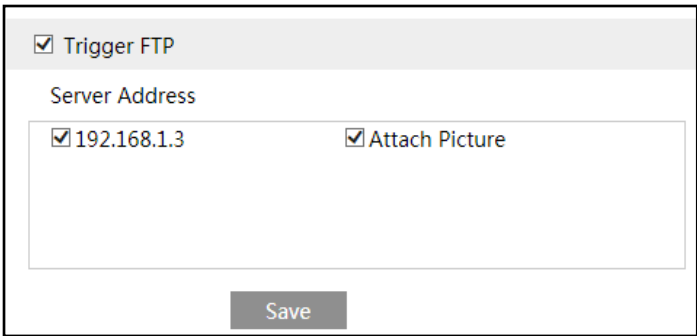 Trigger FTP
Server Address
192.168.1.3 Attach Picture
Save